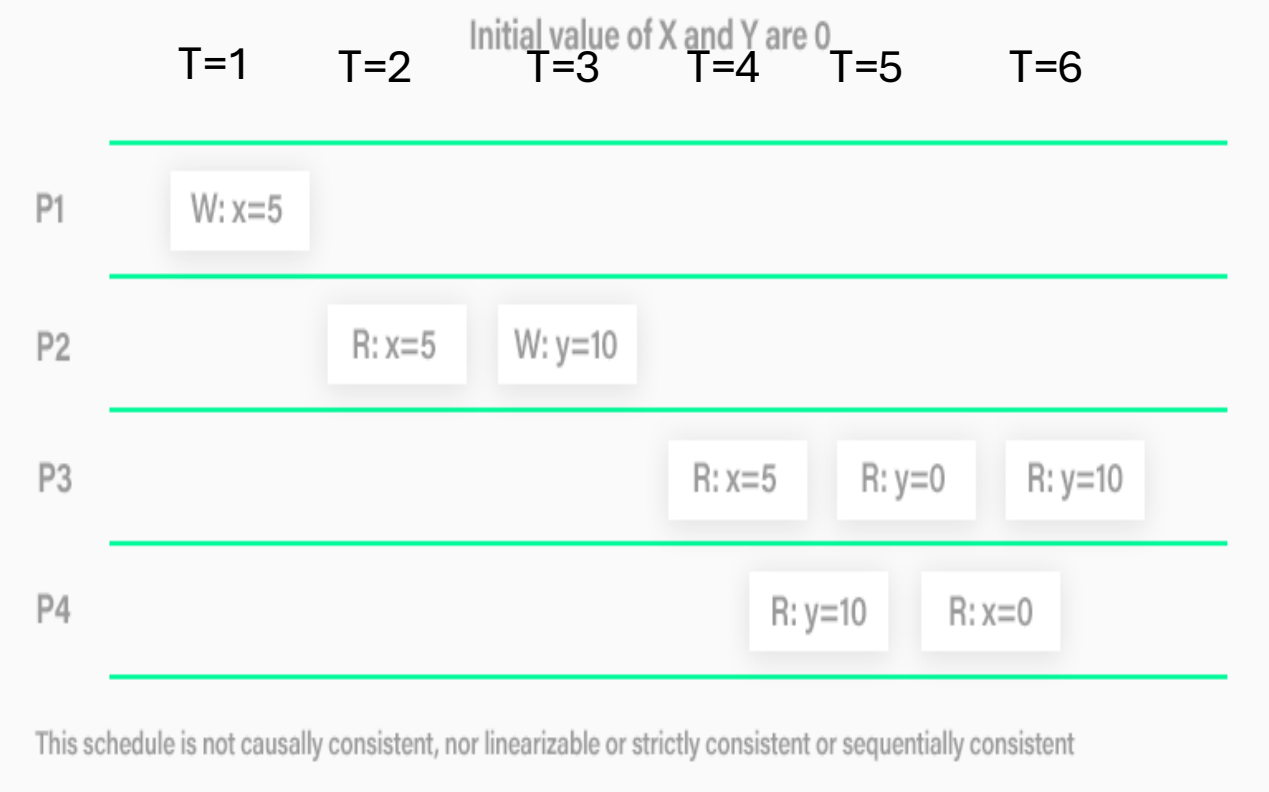 Initial value of X and Y are 0
T=1 T=2 T=3 T=4 T=5 T=6
P1 W: x=5
P2 R: x=5 W: y=10
P3 R: x=5 R: y=0 R: y=10
P4 R: y=10 R: x=0
This schedule is not causally consistent, nor linearizable or strictly consistent or sequentially consistent